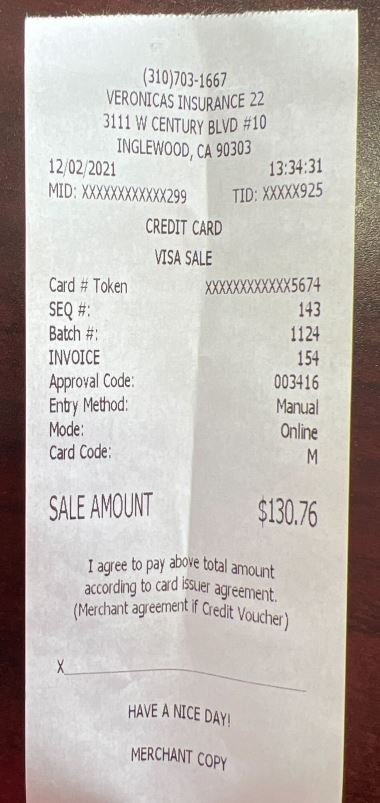 (310)703-1667
VERONICAS INSURANCE 22
3111 W CENTURY BLVD #10
INGLEWOOD, CA 90303
12/02/2021 13:34:31
MID: XXXXXXXXXXXX299 TID: XXXXX925
CREDIT CARD
VISA SALE
Card # Token XXXXXXXXXXXX5674
SEQ #: 143
Batch #: 1124
INVOICE 154
Approval Code: 003416
Entry Method: Manual
Mode: Online
Card Code: M
SALE AMOUNT $130.76
I agree to pay above total amount
according to card issuer agreement.
(Merchant agreement if Credit Voucher)
X
HAVE A NICE DAY!
MERCHANT COPY